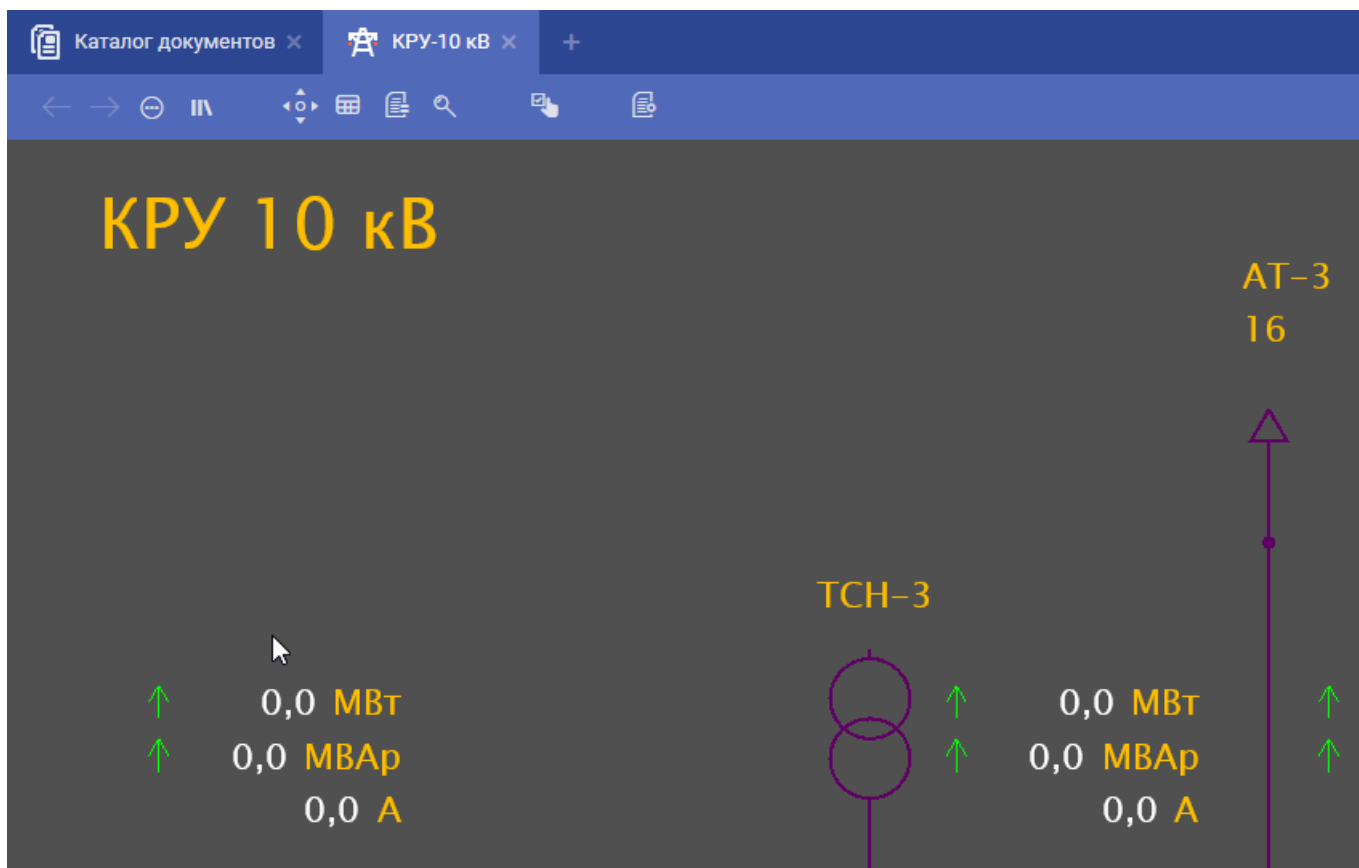 Каталог документов
КРУ-10 кВ
КРУ 10 кВ
АТ-3
16
ТСН-3
0,0 МВт
0,0 МВАр
0,0 А
0,0 МВт
0,0 МВАр
0,0 А